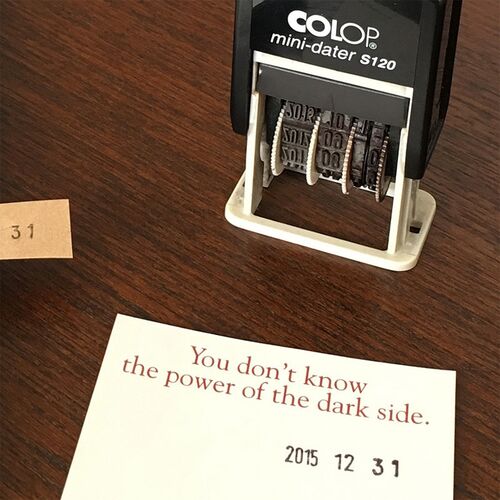 COLOP®
mini-dater S120
31
You don't know
the power of the dark side.
2015 12 31